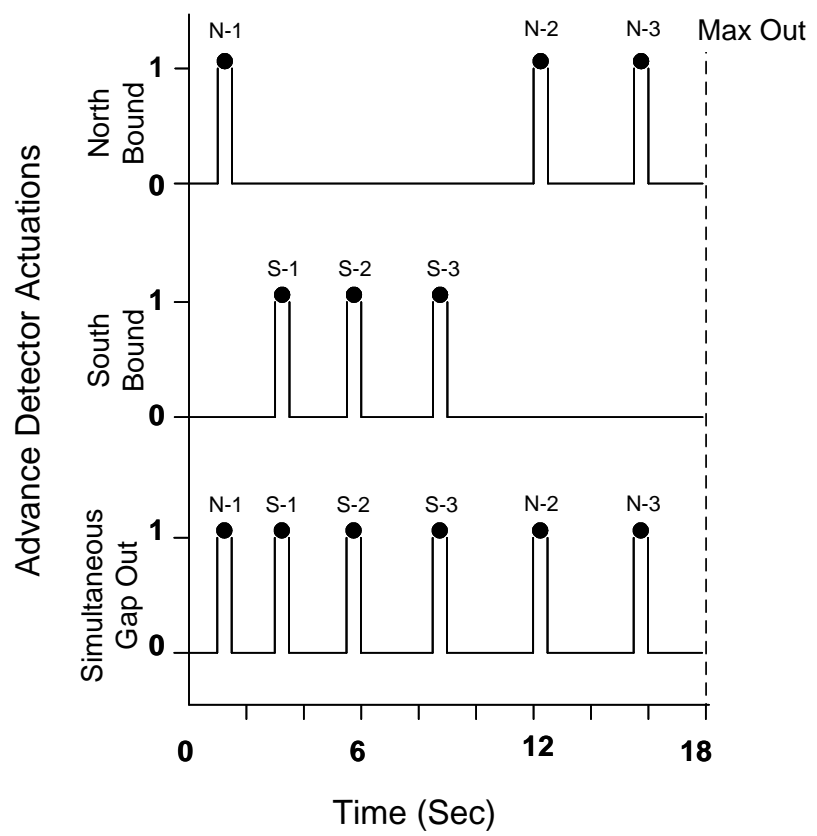 N-1
N-2
N-3
Max Out
1
0
North
Bound
S-1
S-2
S-3
1
0
South
Bound
N-1
S-1
S-2
S-3
N-2
N-3
1
0
Simultaneous
Gap Out
Advance Detector Actuations
0
6
12
18
Time (Sec)